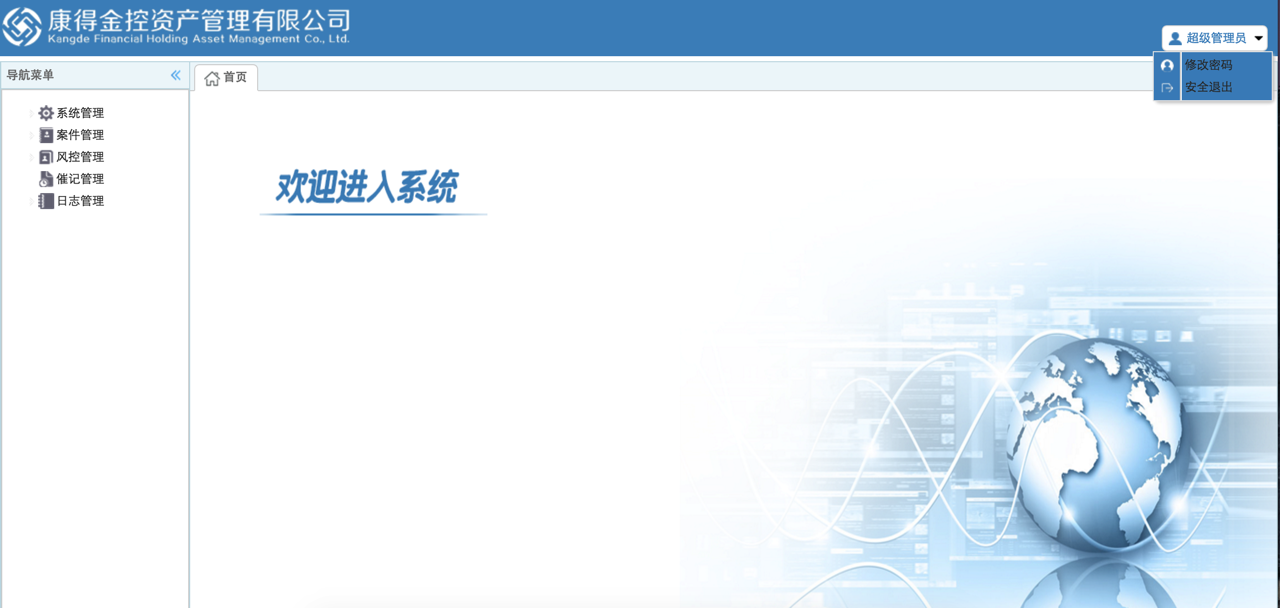 康得金控资产管理有限公司
Kangde Financial Holding Asset Management Co., Ltd.
超级管理员
修改密码
安全退出
导航菜单
首页
系统管理
案件管理
风控管理
催记管理
日志管理
欢迎进入系统